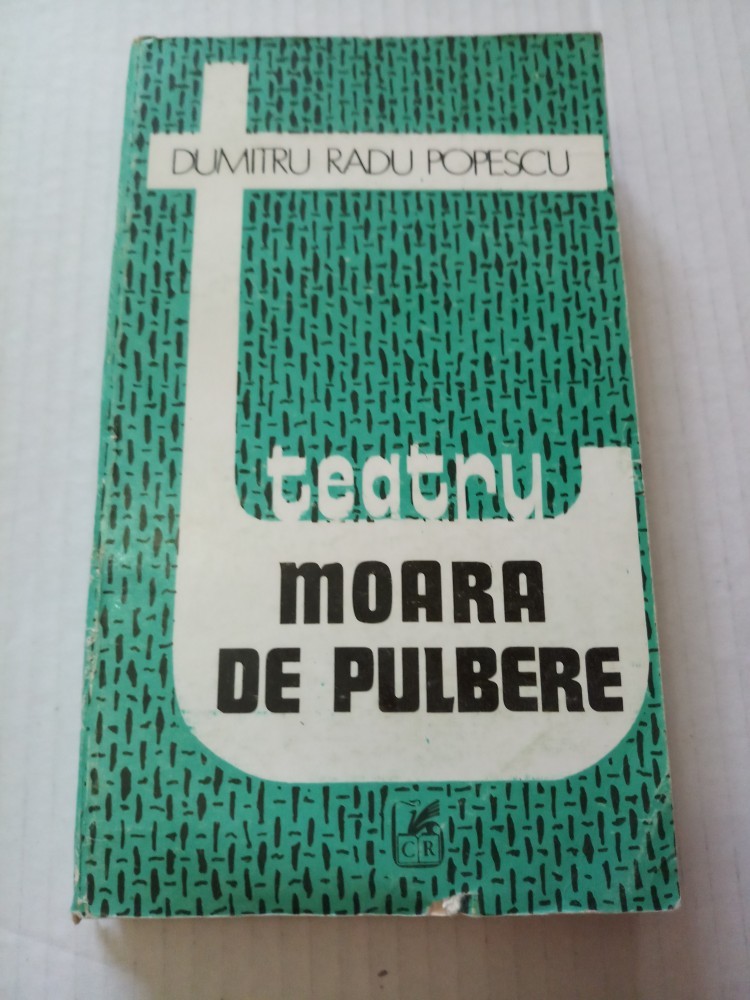 DUMITRU RADU POPESCU
teatru
MOARA
DE PULBERE
CR